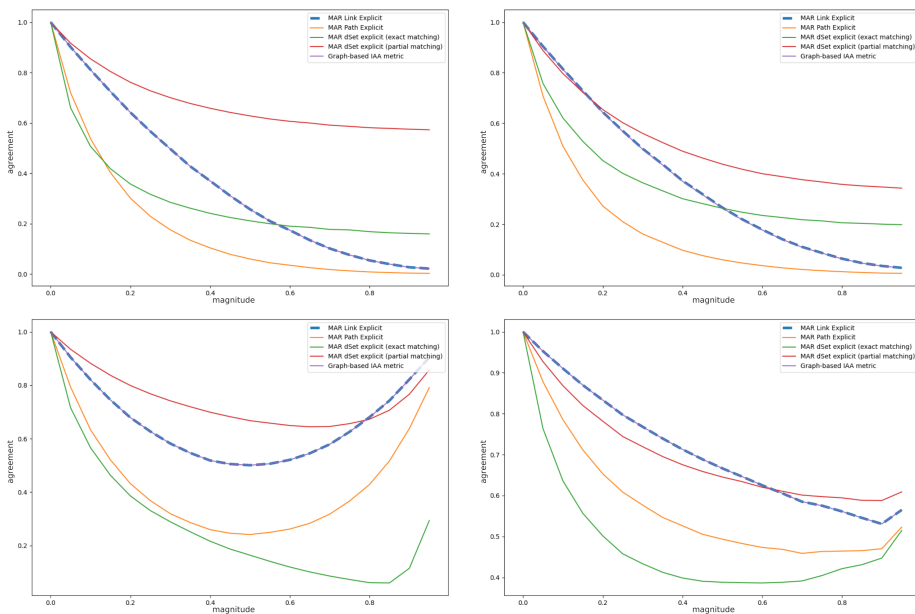 1.0
0.8
0.6
0.4
0.2
0.0
agreement
0.0 0.2 0.4 0.6 0.8
magnitude
MAR Link Explicit
MAR Path Explicit
MAR dSet explicit (exact matching)
MAR dSet explicit (partial matching)
Graph-based IAA metric
1.0
0.8
0.6
0.4
0.2
0.0
agreement
0.0 0.2 0.4 0.6 0.8
magnitude
MAR Link Explicit
MAR Path Explicit
MAR dSet explicit (exact matching)
MAR dSet explicit (partial matching)
Graph-based IAA metric
1.0
0.8
0.6
0.4
0.2
agreement
0.0 0.2 0.4 0.6 0.8
magnitude
MAR Link Explicit
MAR Path Explicit
MAR dSet explicit (exact matching)
MAR dSet explicit (partial matching)
Graph-based IAA metric
1.0
0.9
0.8
0.7
0.6
0.5
0.4
agreement
0.0 0.2 0.4 0.6 0.8
magnitude
MAR Link Explicit
MAR Path Explicit
MAR dSet explicit (exact matching)
MAR dSet explicit (partial matching)
Graph-based IAA metric